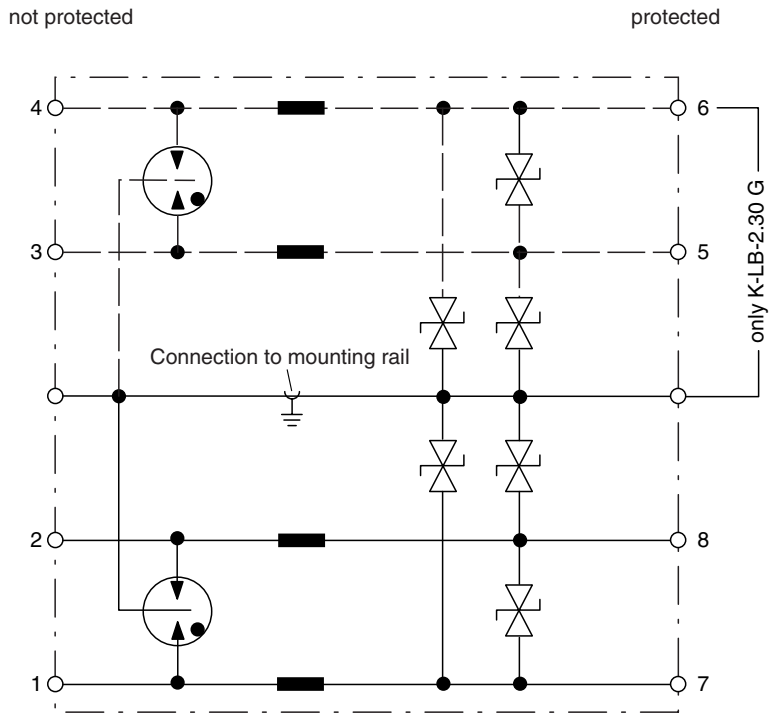 not protected
protected
4
6
3
5
only K-LB-2.30 G
Connection to mounting rail
2
8
1
7